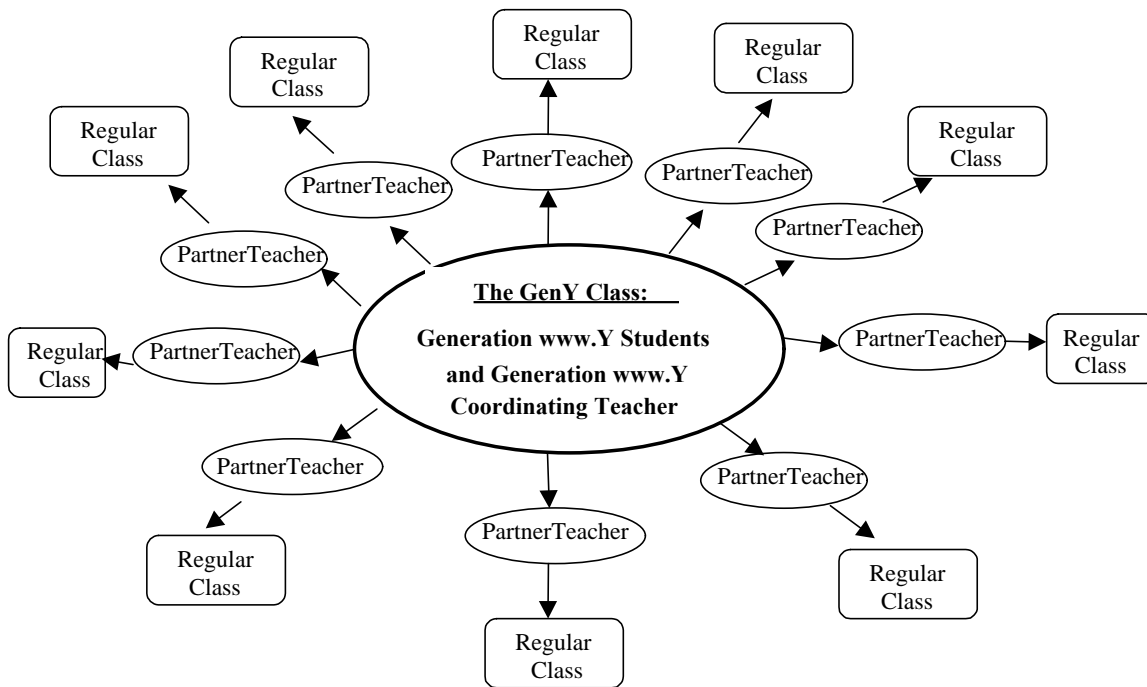 Regular
Class
Regular
Class
Regular
Class
Regular
Class
Regular
Class
PartnerTeacher
PartnerTeacher
PartnerTeacher
PartnerTeacher
PartnerTeacher
The GenY Class:
Generation www.Y Students
and Generation www.Y
Coordinating Teacher
Regular
Class
PartnerTeacher
PartnerTeacher
Regular
Class
PartnerTeacher
PartnerTeacher
PartnerTeacher
Regular
Class
Regular
Class
Regular
Class